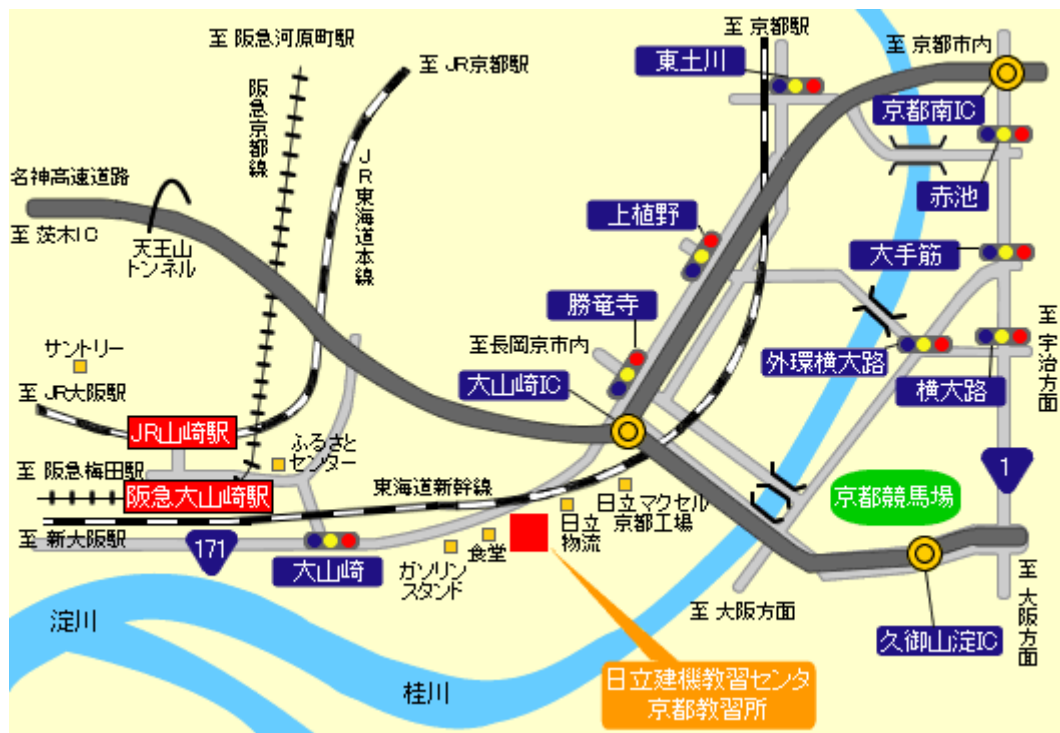 至 阪急河原町駅
至 JR京都駅
至 京都駅
至 京都市内
東土川
京都南IC
赤池
阪急京都線
JR東海道本線
名神高速道路
至 茨木IC
天王山
トンネル
上植野
大手筋
勝竜寺
至長岡京市内
大山崎IC
外環横大路
横大路
至 宇治方面
サントリー
至 JR大阪駅
JR山崎駅
ふるさと
センター
至 阪急梅田駅
阪急大山崎駅
東海道新幹線
日立マクセル
京都工場
日立
物流
京都競馬場
1
至 新大阪駅
171
大山崎
食堂
ガソリン
スタンド
至 大阪方面
至 大阪方面
久御山淀IC
淀川
桂川
日立建機教習センタ
京都教習所